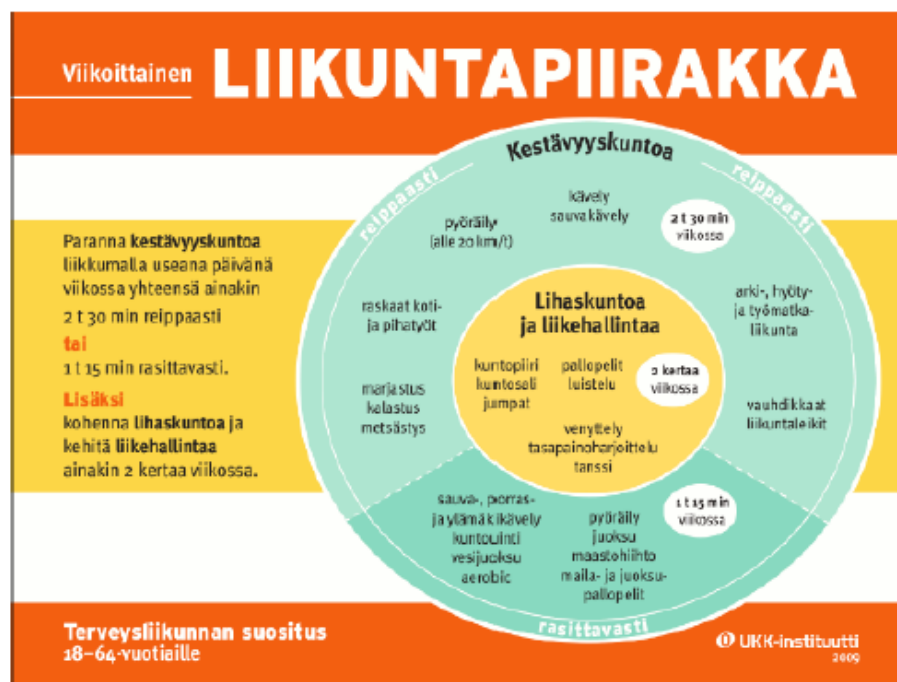 Viikoittainen LIIKUNTAPIIRAKKA
Paranna kestävyyskuntoa
liikkumalla useana päivänä
viikossa yhteensä ainakin
2 t 30 min reippaasti
tai
1 t 15 min rasittavasti.
Lisäksi
kohenna lihaskuntoa ja
kehitä liikehallintaa
ainakin 2 kertaa viikossa.
Kestävyyskuntoa
reippaasti
reippaasti
kävely
sauvakävely
2 t 30 min
viikossa
pyöräily
(alle 20 km/t)
raskaat koti-
ja pihatyöt
marjastus
kalastus
metsästys
arki-, hyöty-
ja työmatka-
liikunta
vauhdikkaat
liikuntaleikit
Lihaskuntoa
ja liikehallintaa
kuntopiiri
kuntosali
jumpat
pallopelit
luistelu
2 kertaa
viikossa
venyttely
tasapainoharjoittelu
tanssi
sauva-, porras-
ja ylämäkikävely
kuntouinti
vesijuoksu
aerobic
pyöräily
juoksu
maastohiihto
maila- ja juoksu-
pallopelit
1 t 15 min
viikossa
rasittavasti
Terveysliikunnan suositus
18–64-vuotiaille
UKK-instituutti
2009